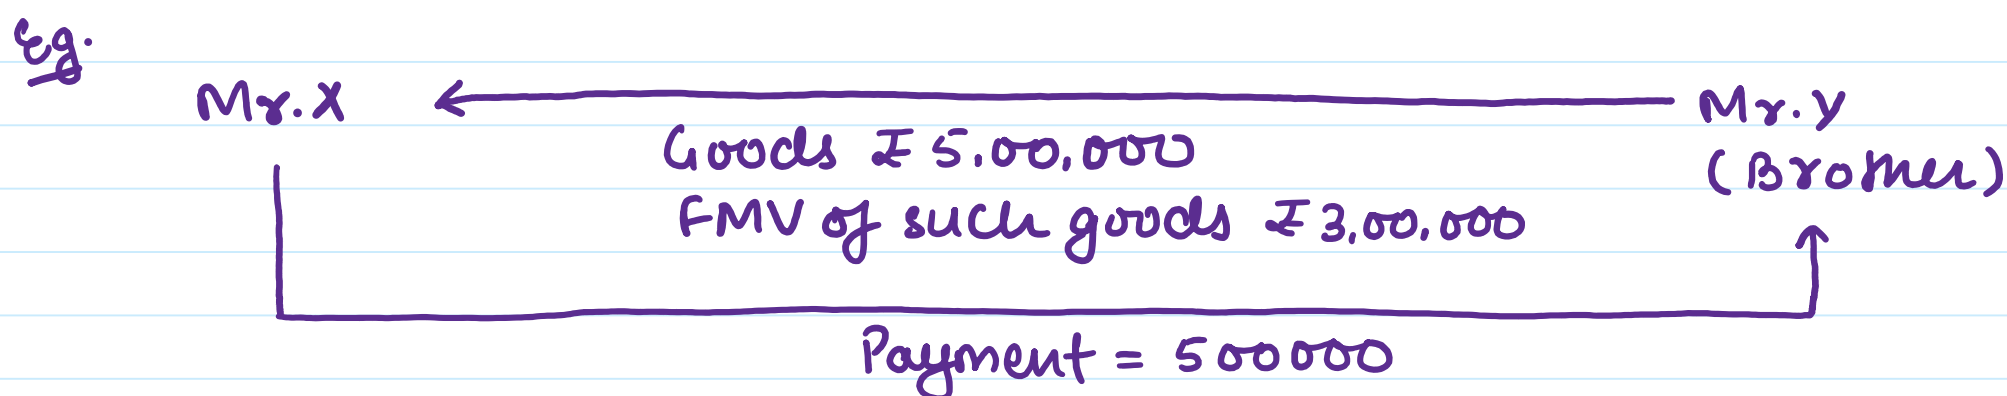 Eg.
Mr. X Mr. Y
Goods ₹ 5,00,000 (Brother)
FMV of such goods ₹ 3,00,000
Payment = 500000